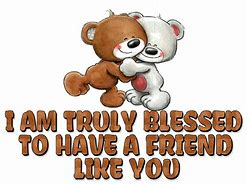 I AM TRULY BLESSED
TO HAVE A FRIEND
LIKE YOU